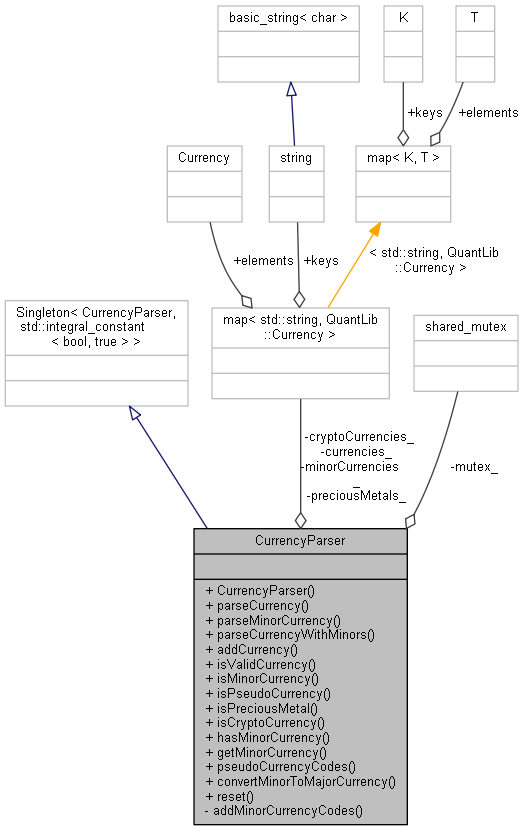 basic_string< char >
K
T
+keys
+elements
Currency
string
map< K, T >
+elements
+keys
< std::string, QuantLib
::Currency >
Singleton< CurrencyParser,
std::integral_constant
< bool, true > >
map< std::string, QuantLib
::Currency >
shared_mutex
-cryptoCurrencies_
-currencies_
-minorCurrencies
_
-preciousMetals_
-mutex_
CurrencyParser
+ CurrencyParser()
+ parseCurrency()
+ parseMinorCurrency()
+ parseCurrencyWithMinors()
+ addCurrency()
+ isValidCurrency()
+ isMinorCurrency()
+ isPseudoCurrency()
+ isPreciousMetal()
+ isCryptoCurrency()
+ hasMinorCurrency()
+ getMinorCurrency()
+ pseudoCurrencyCodes()
+ convertMinorToMajorCurrency()
+ reset()
- addMinorCurrencyCodes()